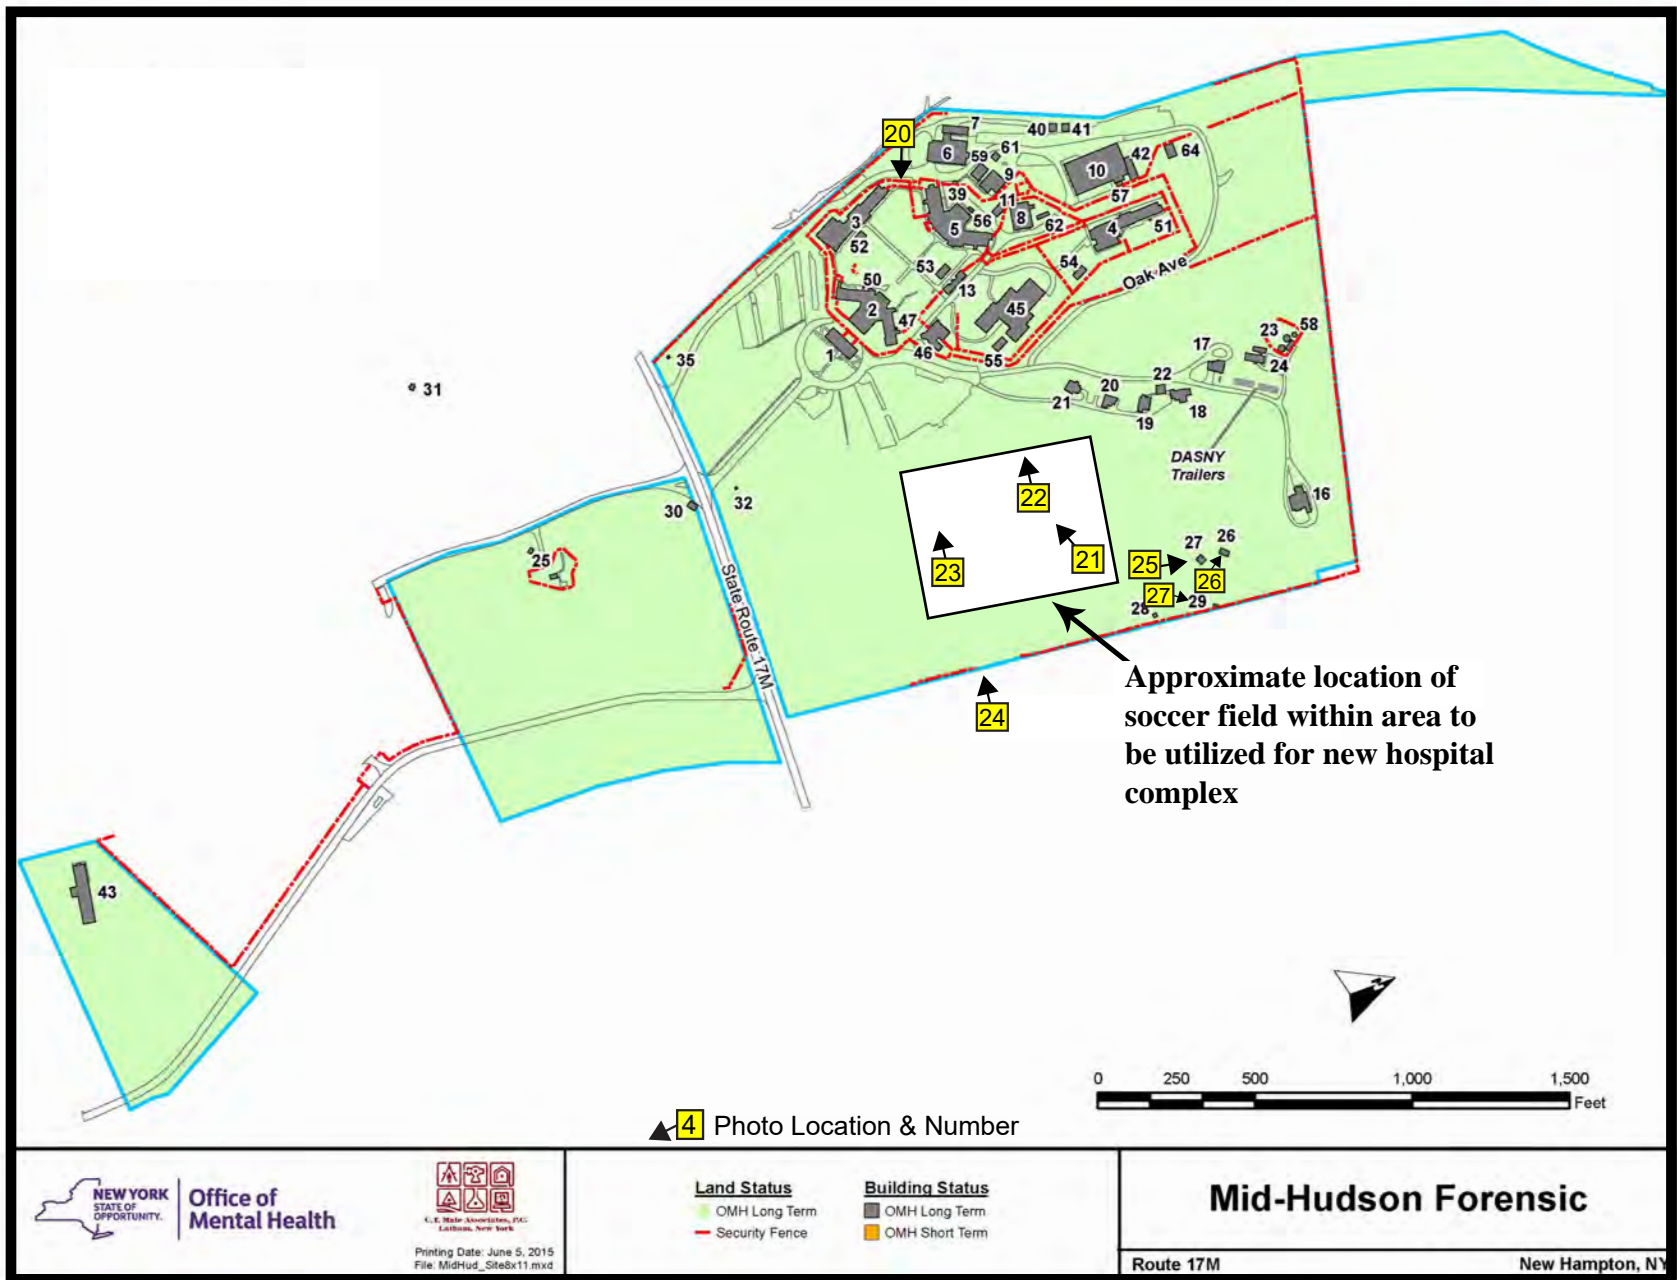 7
40
41
20
61
6
59
42
64
10
9
39
57
11
3
56
8
62
5
4
51
52
54
53
Oak Ave
50
13
2
45
47
23
58
17
1
46
55
24
35
31
20
22
21
18
19
DASNY
Trailers
22
16
32
30
27
26
21
25
25
23
26
27
28
29
State Route 17M
24
Approximate location of
soccer field within area to
be utilized for new hospital
complex
43
N
0 250 500 1,000 1,500
Feet
4 Photo Location & Number
NEW YORK
STATE OF
OPPORTUNITY.
Office of
Mental Health
C.T. Male Associates, P.C.
Latham, New York
Printing Date: June 5, 2015
File: MidHud_Site8x11.mxd
Land Status
OMH Long Term
Security Fence
Building Status
OMH Long Term
OMH Short Term
Mid-Hudson Forensic
Route 17M
New Hampton, NY